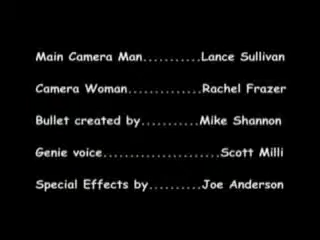 Main Camera Man...........Lance Sullivan
Camera Woman..............Rachel Frazer
Bullet created by...........Mike Shannon
Genie voice......................Scott Milli
Special Effects by..........Joe Anderson